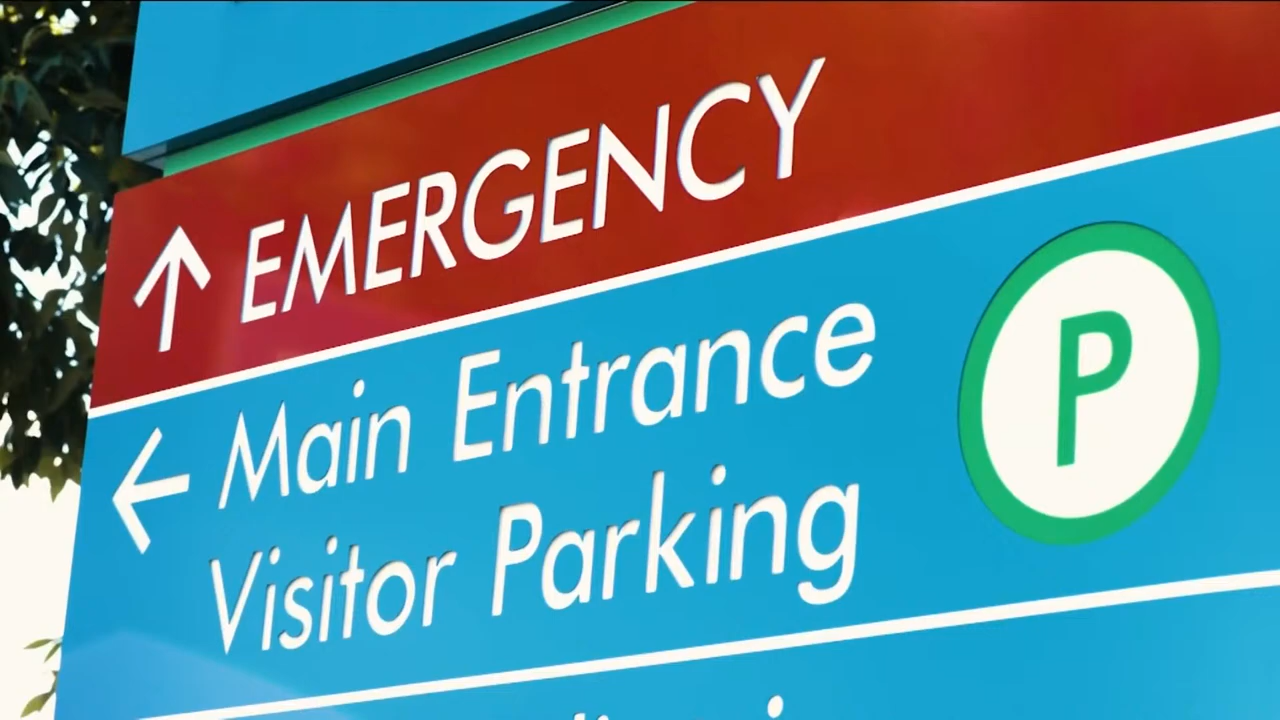 ↑ EMERGENCY
← Main Entrance
Visitor Parking
P